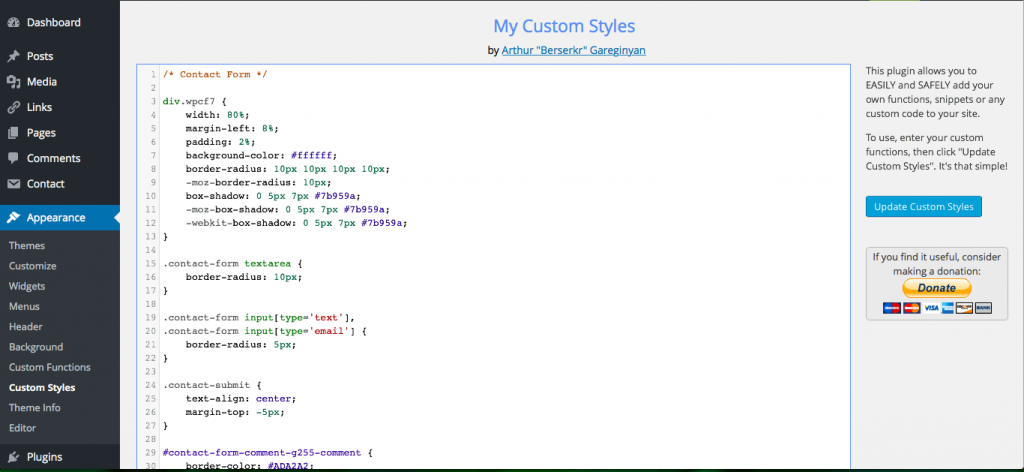 Dashboard
Posts
Media
Links
Pages
Comments
Contact
Appearance
Themes
Customize
Widgets
Menus
Header
Background
Custom Functions
Custom Styles
Theme Info
Editor
Plugins
My Custom Styles
by Arthur "Berserkr" Gareginyan
1 /* Contact Form */
2
3 div.wpcf7 {
4 width: 80%;
5 margin-left: 8%;
6 padding: 2%;
7 background-color: #ffffff;
8 border-radius: 10px 10px 10px 10px;
9 -moz-border-radius: 10px;
10 box-shadow: 0 5px 7px #7b959a;
11 -moz-box-shadow: 0 5px 7px #7b959a;
12 -webkit-box-shadow: 0 5px 7px #7b959a;
13 }
14
15 .contact-form textarea {
16 border-radius: 10px;
17 }
18
19 .contact-form input[type='text'],
20 .contact-form input[type='email'] {
21 border-radius: 5px;
22 }
23
24 .contact-submit {
25 text-align: center;
26 margin-top: -5px;
27 }
28
29 #contact-form-comment-g255-comment {
30 border-color: #ADA2A2;
This plugin allows you to
EASILY and SAFELY add your
own functions, snippets or any
custom code to your site.
To use, enter your custom
functions, then click "Update
Custom Styles". It's that simple!
Update Custom Styles
If you find it useful, consider
making a donation:
Donate
VISA
BANK